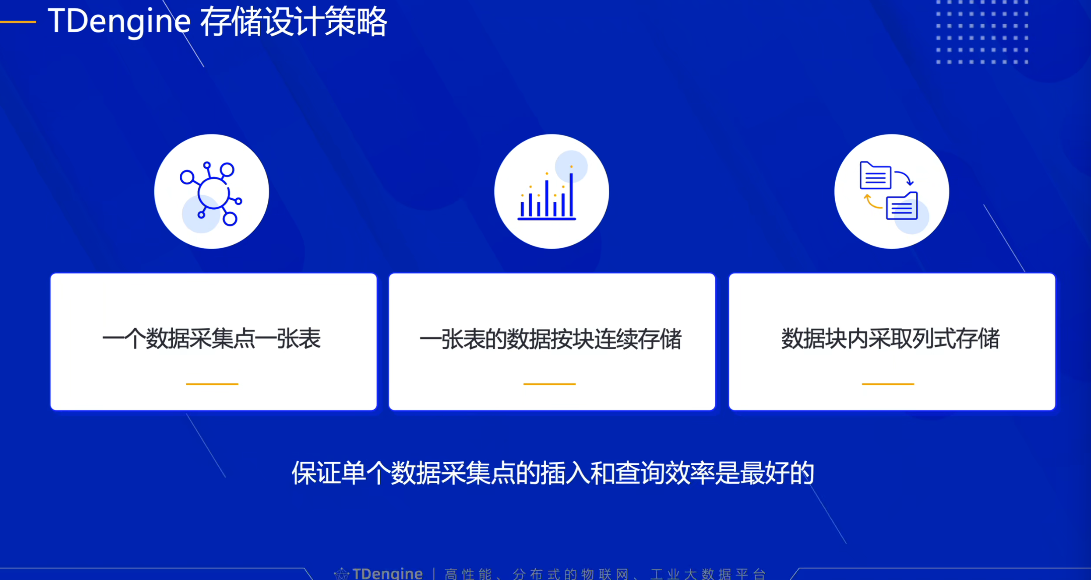 TDengine 存储设计策略
一个数据采集点一张表
一张表的数据按块连续存储
数据块内采取列式存储
保证单个数据采集点的插入和查询效率是最好的
TDengine | 高性能、分布式的物联网、工业大数据平台